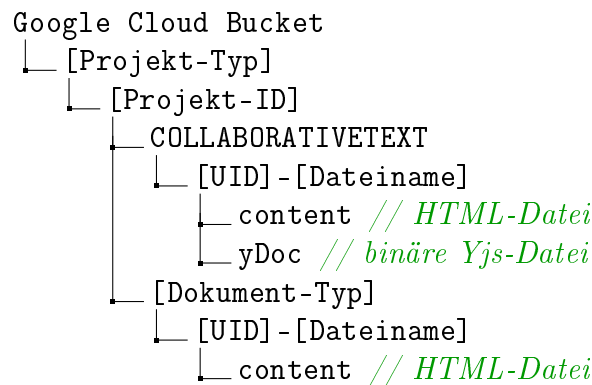 Google Cloud Bucket
[Projekt-Typ]
[Projekt-ID]
COLLABORATIVETEXT
[UID]-[Dateiname]
content // HTML-Datei
yDoc // binäre Yjs-Datei
[Dokument-Typ]
[UID]-[Dateiname]
content // HTML-Datei